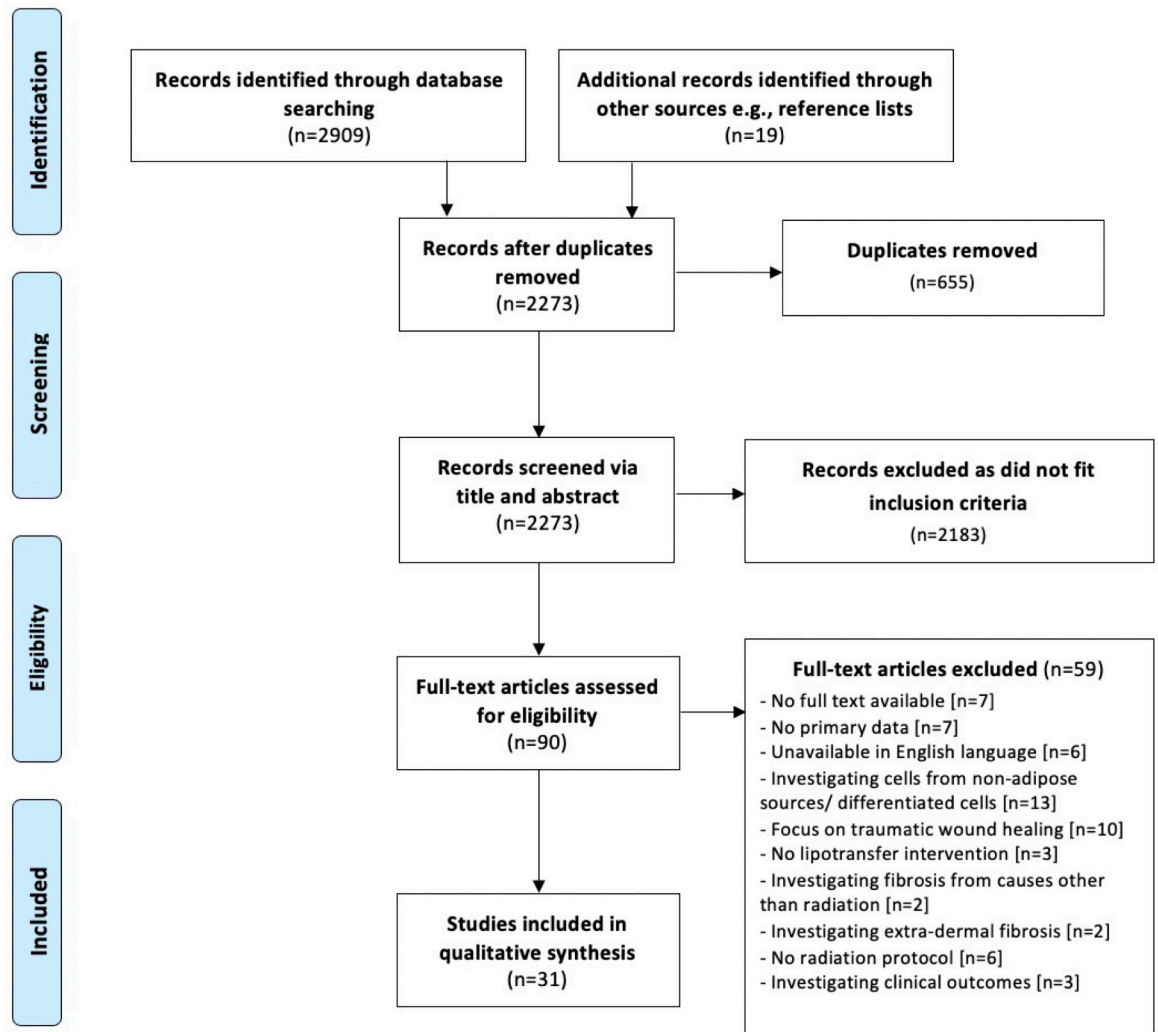 Identification
Records identified through database
searching
(n=2909)
Additional records identified through
other sources e.g., reference lists
(n=19)
Records after duplicates
removed
(n=2273)
Duplicates removed
(n=655)
Screening
Records screened via
title and abstract
(n=2273)
Records excluded as did not fit
inclusion criteria
(n=2183)
Eligibility
Full-text articles assessed
for eligibility
(n=90)
Full-text articles excluded (n=59)
- No full text available [n=7]
- No primary data [n=7]
- Unavailable in English language [n=6]
- Investigating cells from non-adipose
sources/ differentiated cells [n=13]
- Focus on traumatic wound healing [n=10]
- No lipotransfer intervention [n=3]
- Investigating fibrosis from causes other
than radiation [n=2]
- Investigating extra-dermal fibrosis [n=2]
- No radiation protocol [n=6]
- Investigating clinical outcomes [n=3]
Included
Studies included in
qualitative synthesis
(n=31)